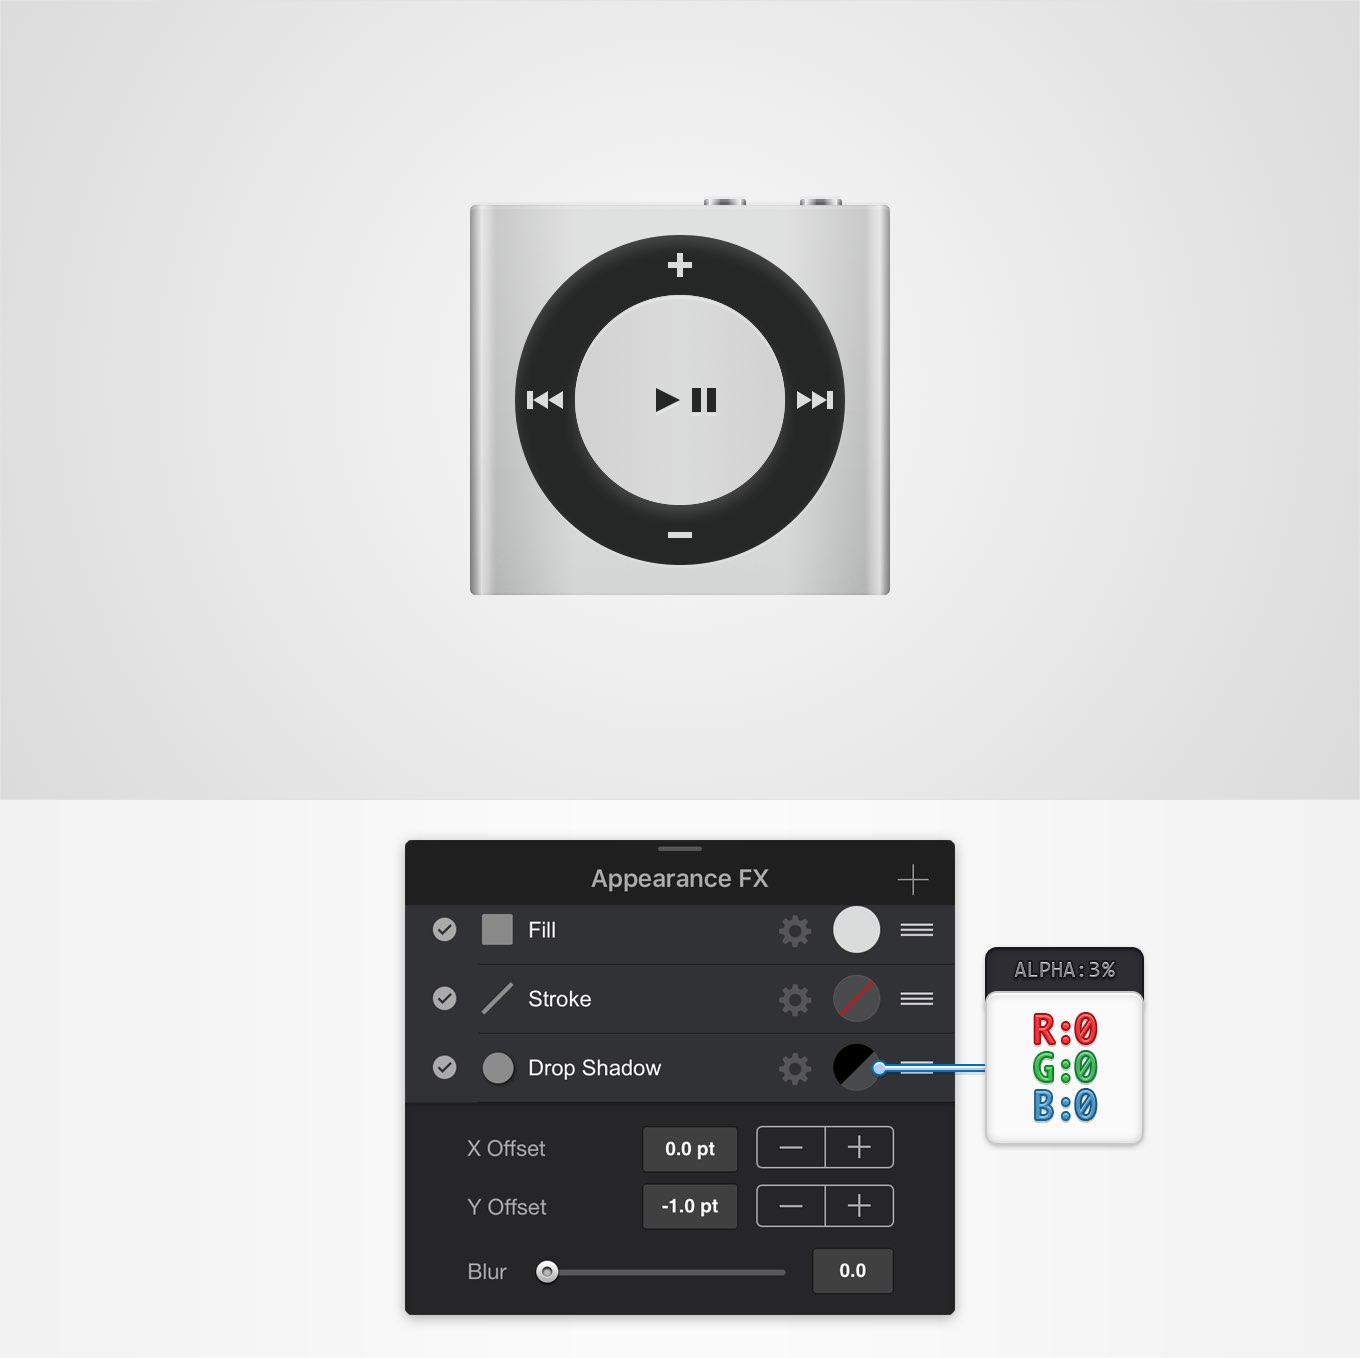 Appearance FX
Fill
Stroke
Drop Shadow
ALPHA:3%
R:0
G:0
B:0
X Offset 0.0 pt
Y Offset -1.0 pt
Blur 0.0